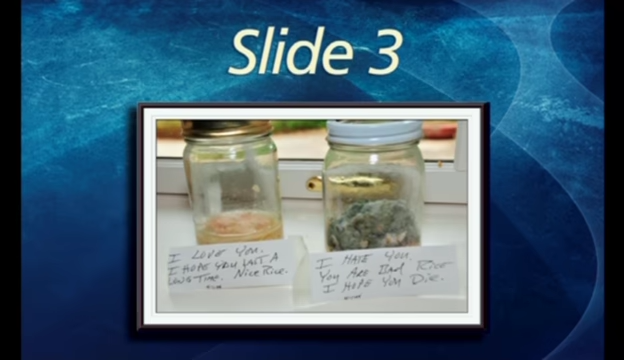 Slide 3
I LOVE YOU.
I HOPE YOU LAST A
LONG TIME. NICE RICE.
I HATE YOU.
YOU ARE BAD RICE
I HOPE YOU DIE.